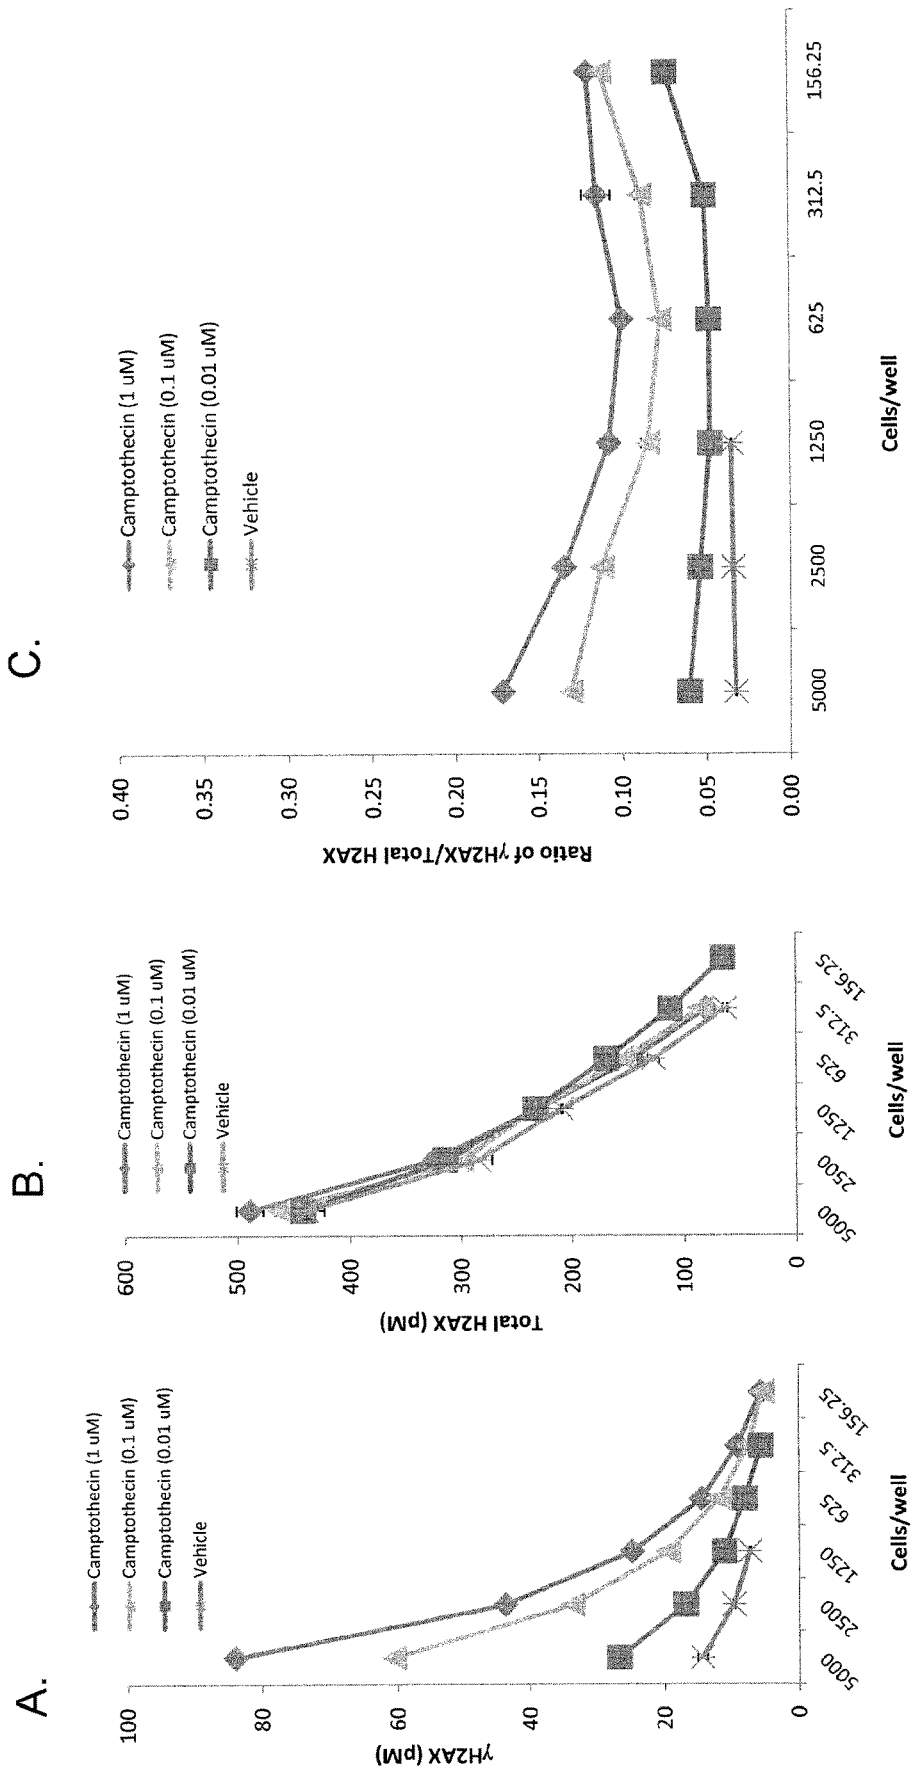 A.
Camptothecin (1 uM)
Camptothecin (0.1 uM)
Camptothecin (0.01 uM)
Vehicle
γH2AX (pM)
100
80
60
40
20
0
5000
2500
1250
625
312.5
156.25
Cells/well
B.
Camptothecin (1 uM)
Camptothecin (0.1 uM)
Camptothecin (0.01 uM)
Vehicle
Total H2AX (pM)
600
500
400
300
200
100
0
5000
2500
1250
625
312.5
156.25
Cells/well
C.
Camptothecin (1 uM)
Camptothecin (0.1 uM)
Camptothecin (0.01 uM)
Vehicle
Ratio of γH2AX/Total H2AX
0.40
0.35
0.30
0.25
0.20
0.15
0.10
0.05
0.00
5000
2500
1250
625
312.5
156.25
Cells/well